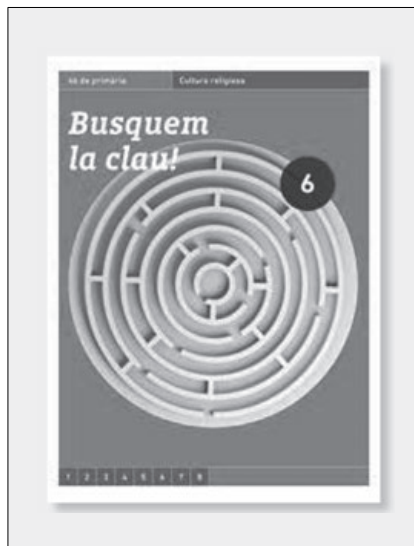 6è de primària
Cultura religiosa
Busquem
la clau!
6
1 2 3 4 5 6 7 8